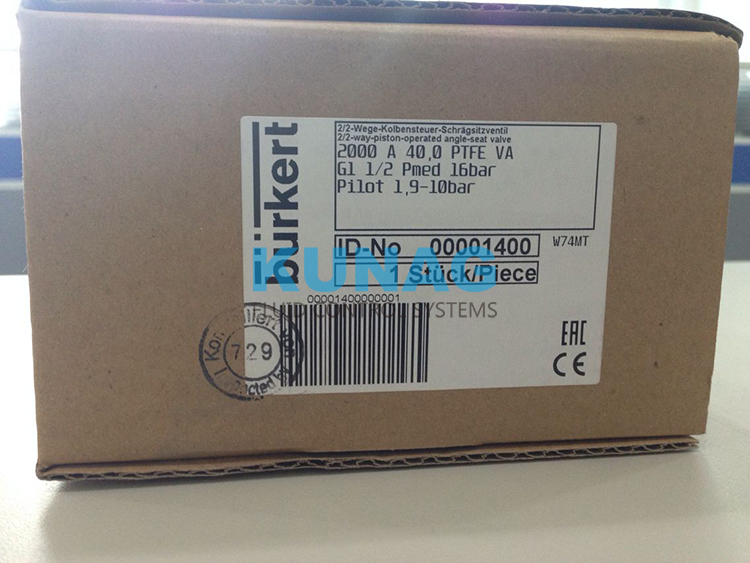 bürkert
2/2-Wege-Kolbensteuer-Schrägsitzventil
2/2-way-piston-operated angle-seat valve
2000 A 40,0 PTFE VA
G1 1/2 Pmed 16bar
Pilot 1,9-10bar
ID-No 00001400
W74MT
1 Stück/Piece
KUNAC
FLUID CONTROL SYSTEMS
00001400000001
729
EAC
CE